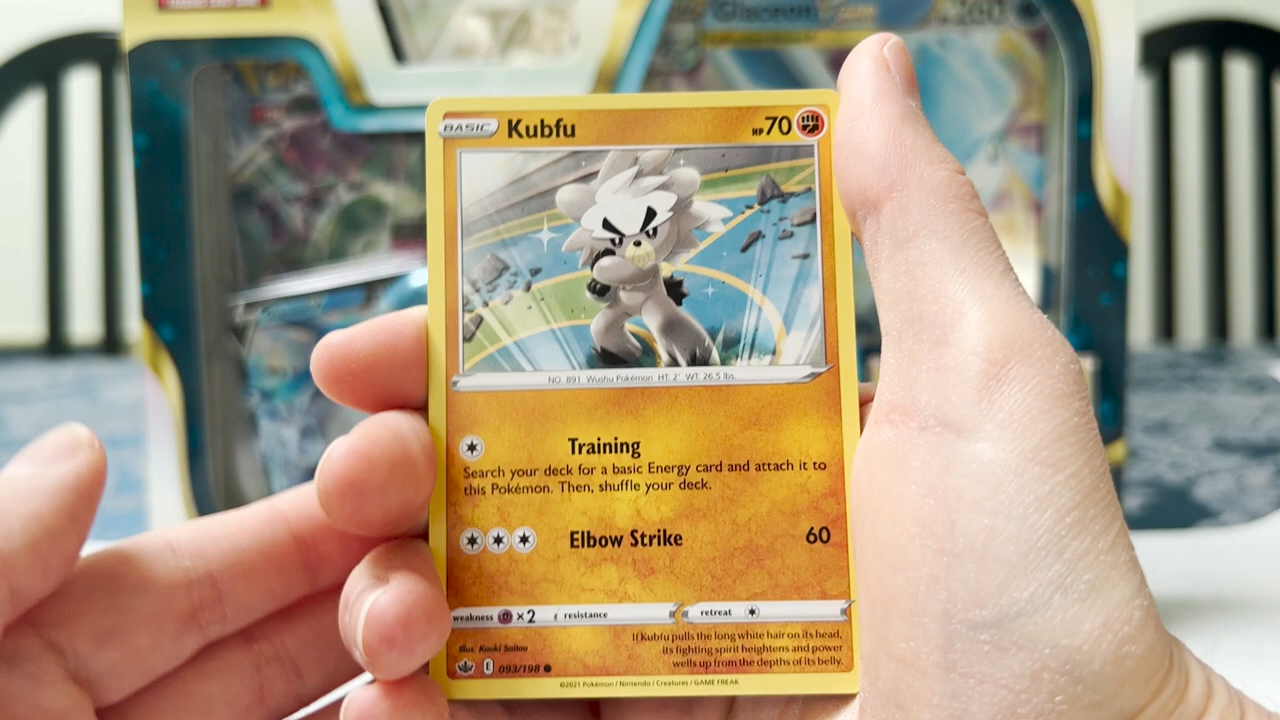 Glaceon
BASIC Kubfu HP 70
NO. 891 Wushu Pokémon HT: 2' WT: 26.5 lbs.
Training
Search your deck for a basic Energy card and attach it to
this Pokémon. Then, shuffle your deck.
Elbow Strike 60
weakness ×2 resistance retreat
If Kubfu pulls the long white hair on its head,
its fighting spirit heightens and power
wells up from the depths of its belly.
Illus. Kouki Saitou
E 093/198
©2021 Pokémon / Nintendo / Creatures / GAME FREAK